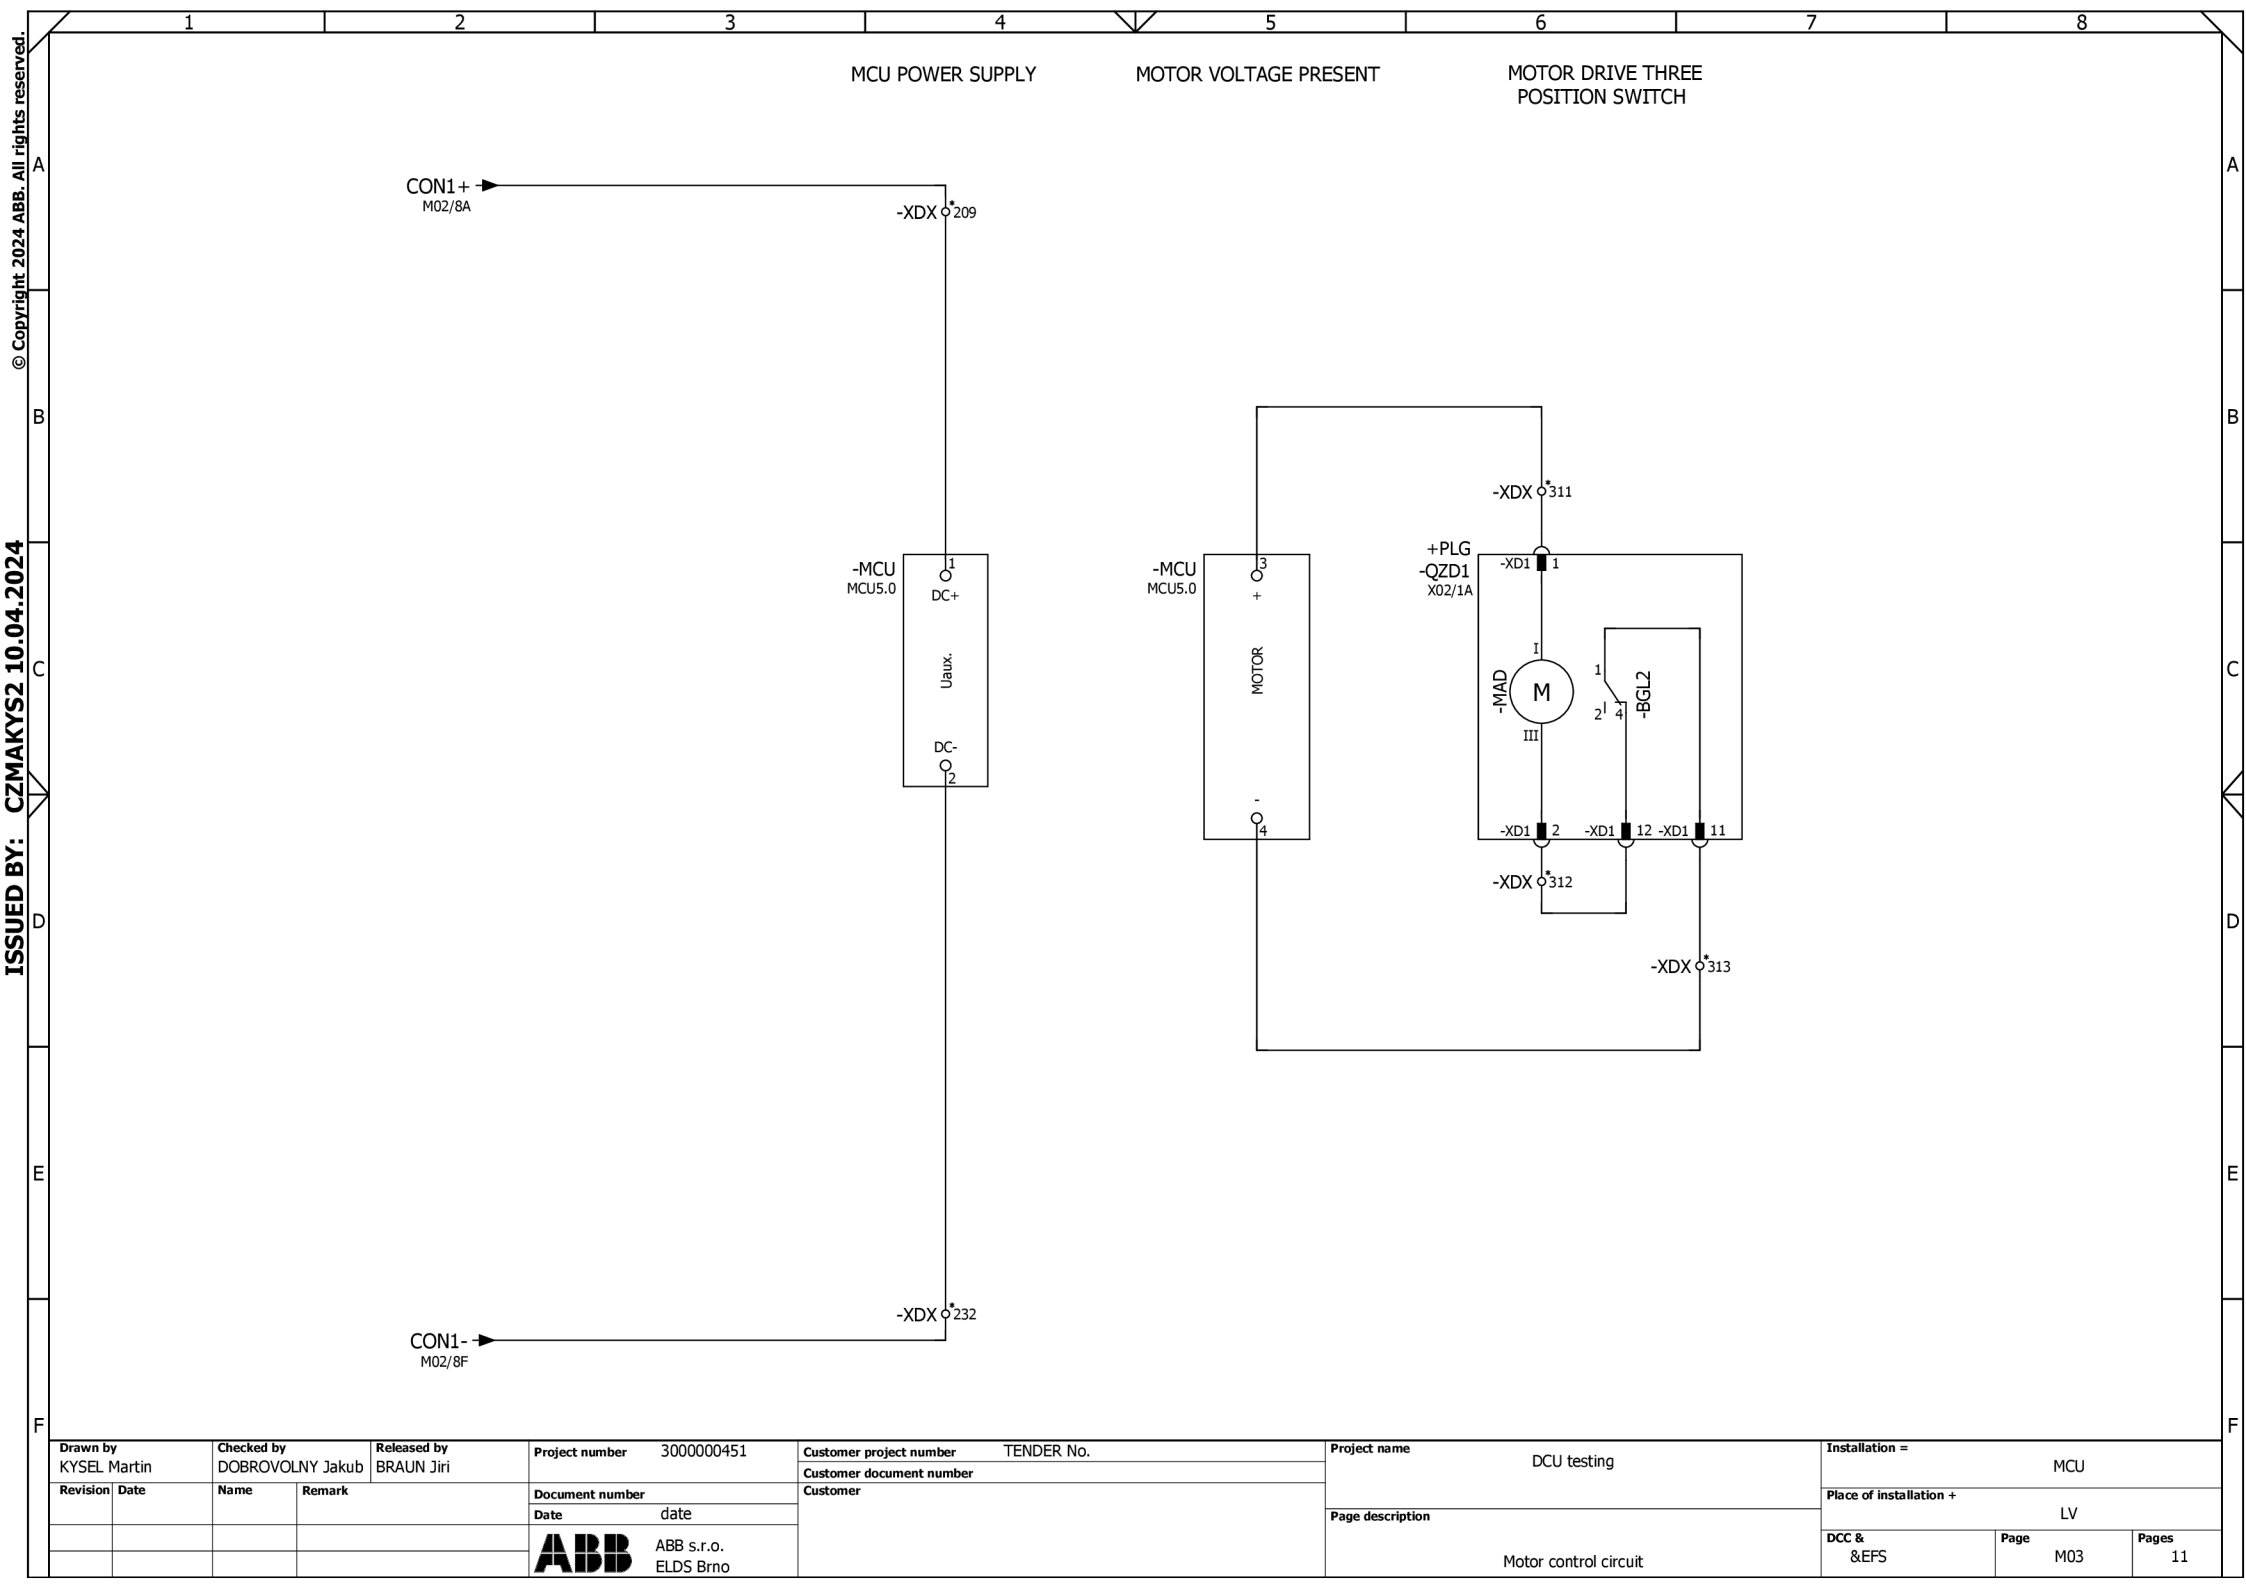 1 2 3 4 5 6 7 8
© Copyright 2024 ABB. All rights reserved.
ISSUED BY: CZMAKYS2 10.04.2024
MCU POWER SUPPLY
MOTOR VOLTAGE PRESENT
MOTOR DRIVE THREE
POSITION SWITCH
A A
CON1+
M02/8A
-XDX *209
B B
-XDX *311
-MCU
MCU5.0
1
DC+
Uaux.
DC-
2
-MCU
MCU5.0
3
+
MOTOR
-
4
+PLG
-QZD1
X02/1A
-XD1 1
I
-MAD
M
III
1
2 4
-BGL2
C C
-XD1 2 -XD1 12 -XD1 11
-XDX *312
D D
-XDX *313
E E
-XDX *232
CON1-
M02/8F
F F
Drawn by
KYSEL Martin
Checked by
DOBROVOLNY Jakub
Released by
BRAUN Jiri
Revision Date Name Remark
Project number 3000000451
Document number
Date date
ABB
ABB s.r.o.
ELDS Brno
Customer project number TENDER No.
Customer document number
Customer
Project name
DCU testing
Page description
Motor control circuit
Installation =
MCU
Place of installation +
LV
DCC &
&EFS
Page
M03
Pages
11